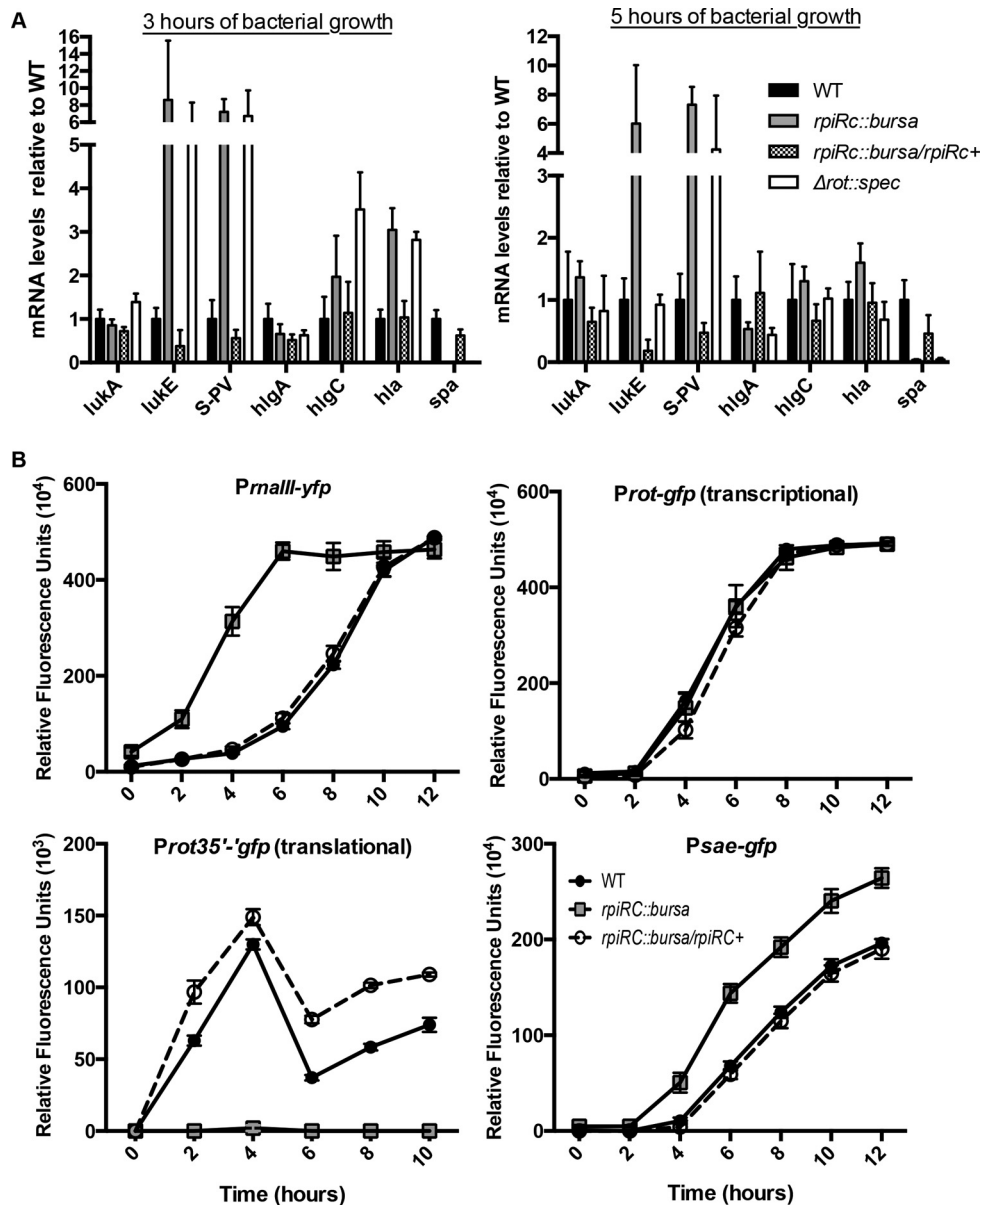 A
3 hours of bacterial growth
5 hours of bacterial growth
mRNA levels relative to WT
16
14
12
10
8
6
5
4
3
2
1
0
lukA
lukE
S-PV
hlgA
hlgC
hla
spa
mRNA levels relative to WT
12
10
8
6
4
3
2
1
0
lukA
lukE
S-PV
hlgA
hlgC
hla
spa
WT
rpiRc::bursa
rpiRc::bursa/rpiRc+
Δrot::spec
B
PrnaIII-yfp
Relative Fluorescence Units (10⁴)
600
400
200
0
0 2 4 6 8 10 12
Prot-gfp (transcriptional)
Relative Fluorescence Units (10⁴)
600
400
200
0
0 2 4 6 8 10 12
Prot35'-'gfp (translational)
Relative Fluorescence Units (10³)
200
150
100
50
0
0 2 4 6 8 10
Time (hours)
Psae-gfp
Relative Fluorescence Units (10⁴)
300
200
100
0
0 2 4 6 8 10 12
Time (hours)
WT
rpiRC::bursa
rpiRC::bursa/rpiRC+